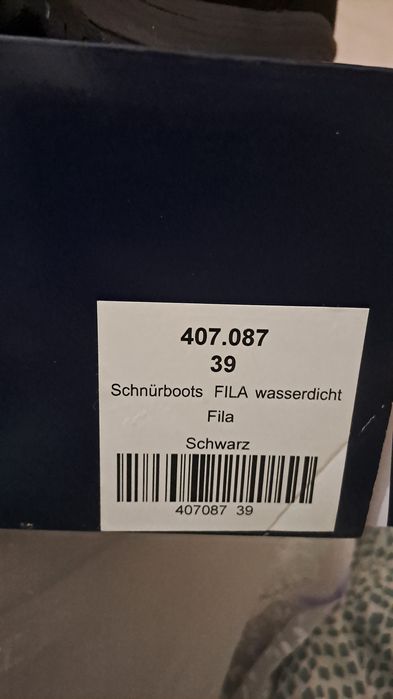 407.087
39
Schnürboots FILA wasserdicht
Fila
Schwarz
407087 39